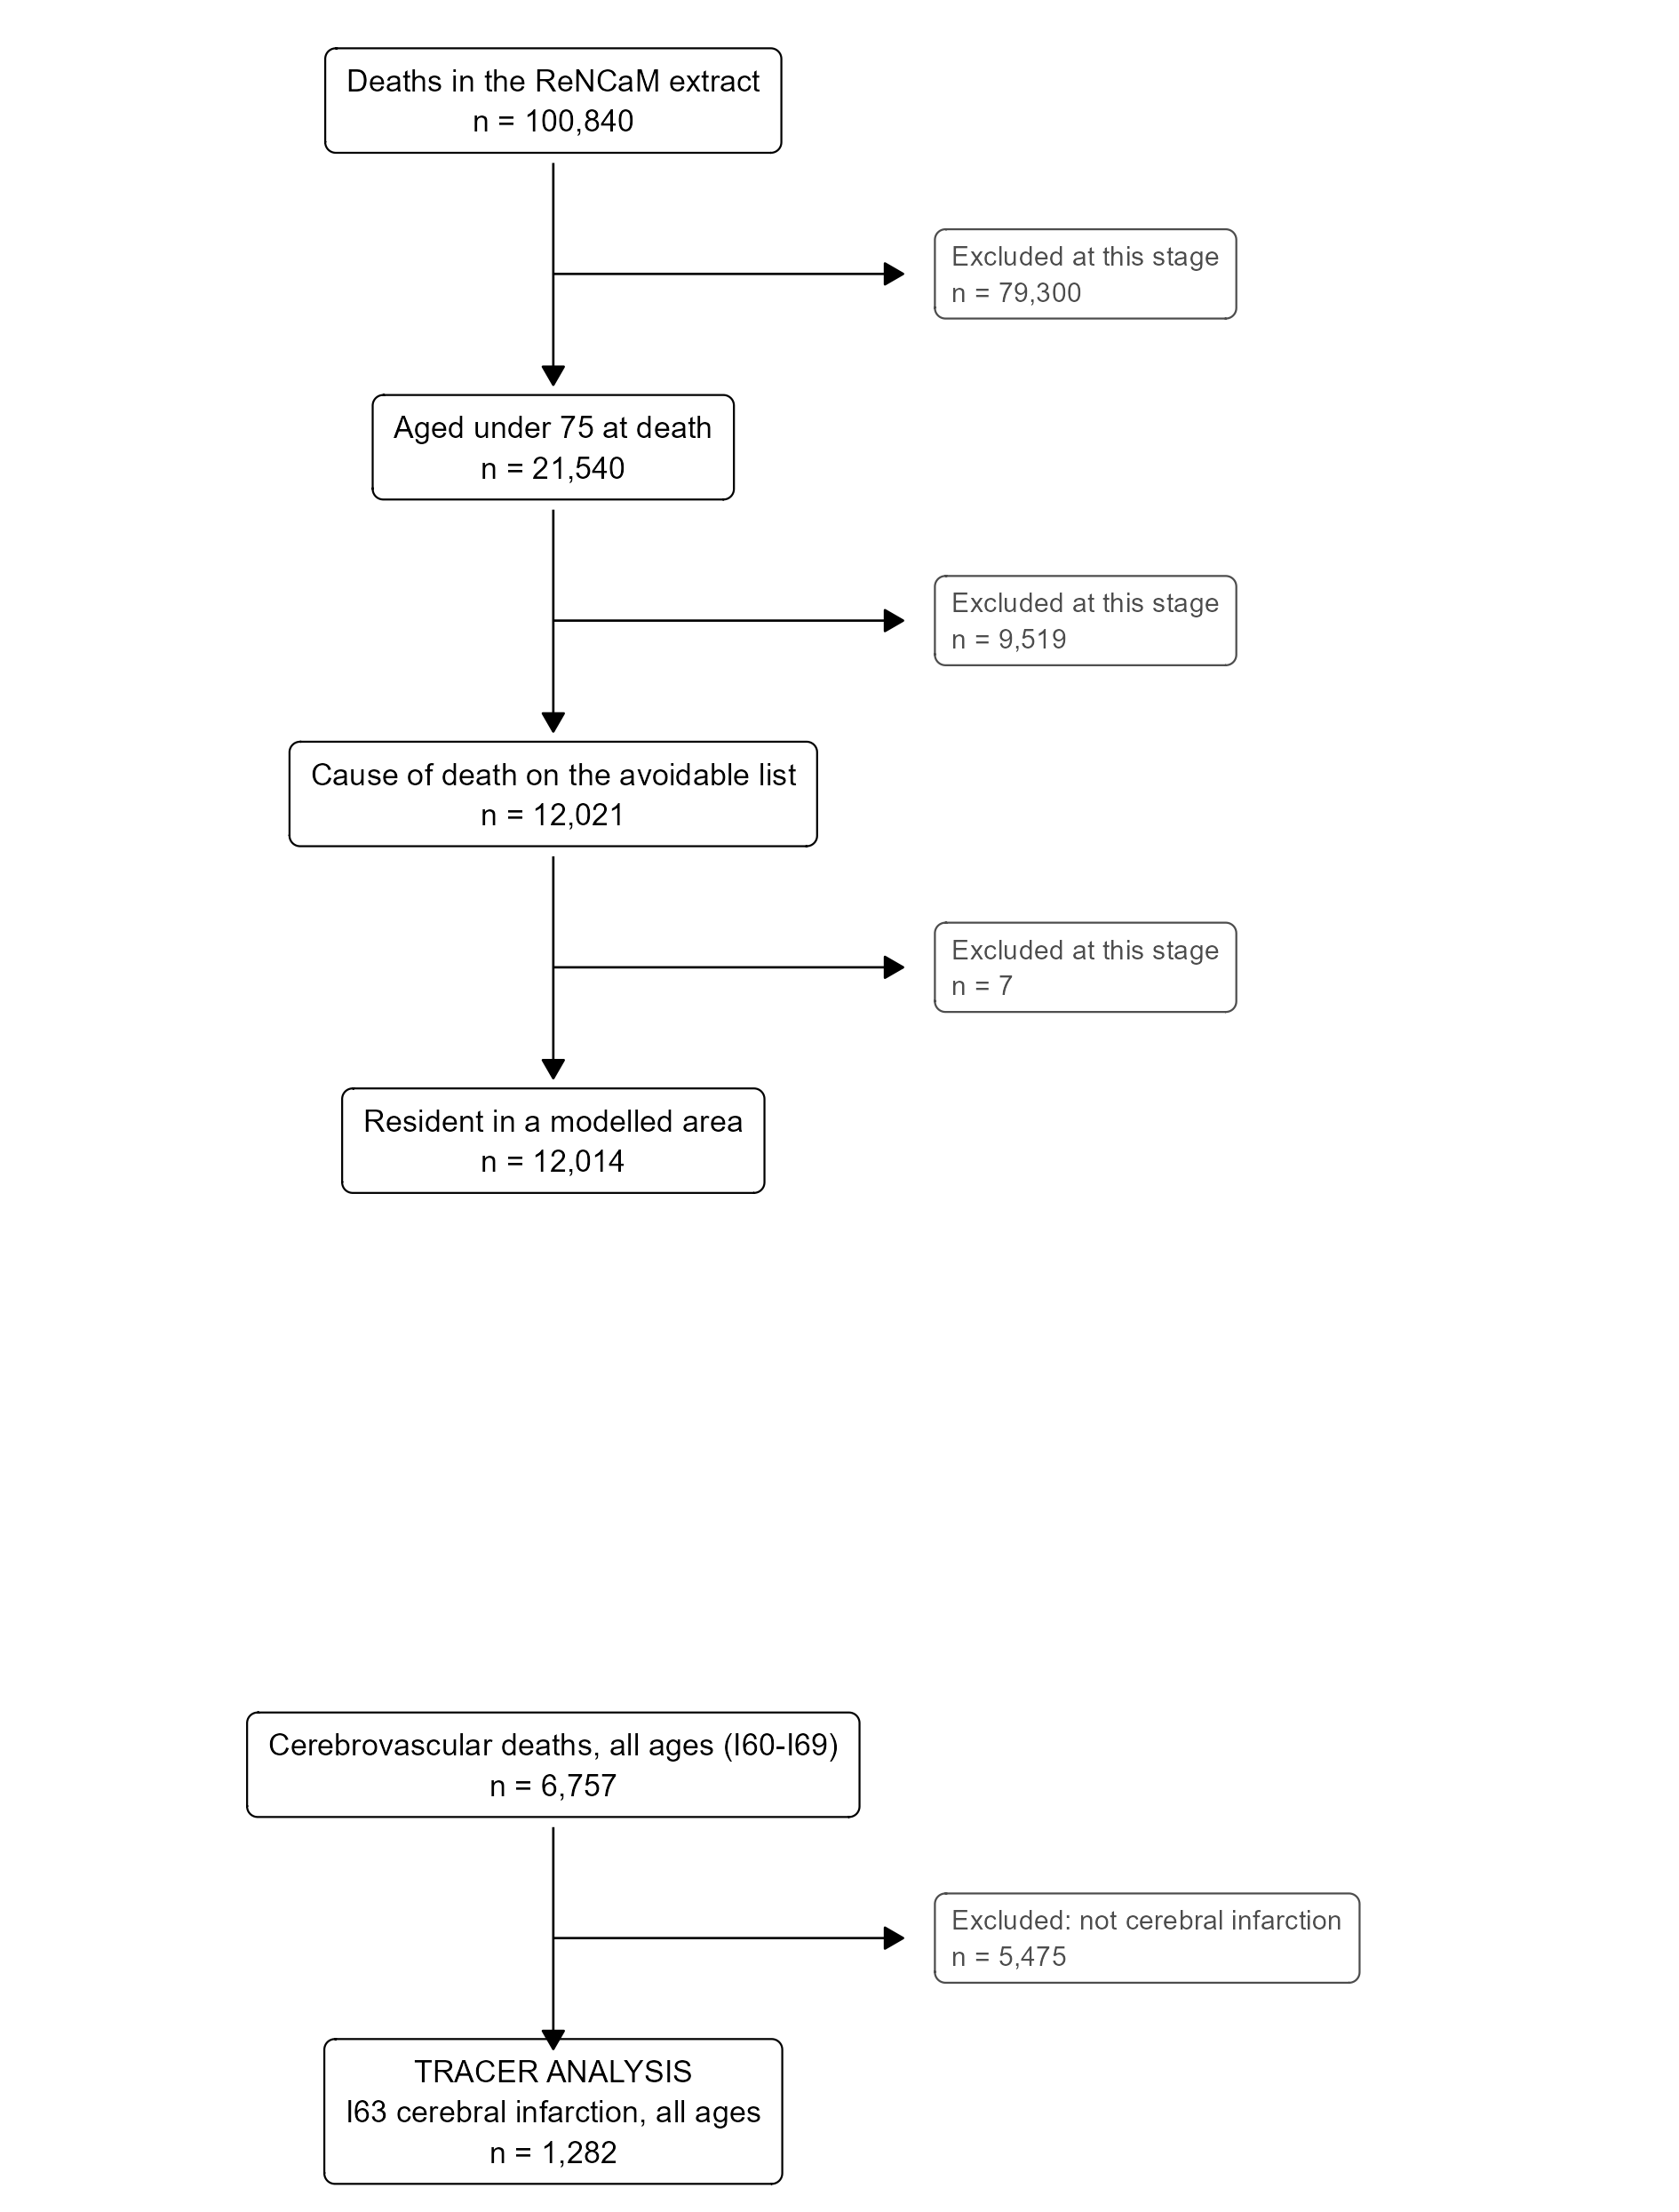 Deaths in the ReNCaM extract
n = 100,840
Excluded at this stage
n = 79,300
Aged under 75 at death
n = 21,540
Excluded at this stage
n = 9,519
Cause of death on the avoidable list
n = 12,021
Excluded at this stage
n = 7
Resident in a modelled area
n = 12,014
Cerebrovascular deaths, all ages (I60-I69)
n = 6,757
Excluded: not cerebral infarction
n = 5,475
TRACER ANALYSIS
I63 cerebral infarction, all ages
n = 1,282